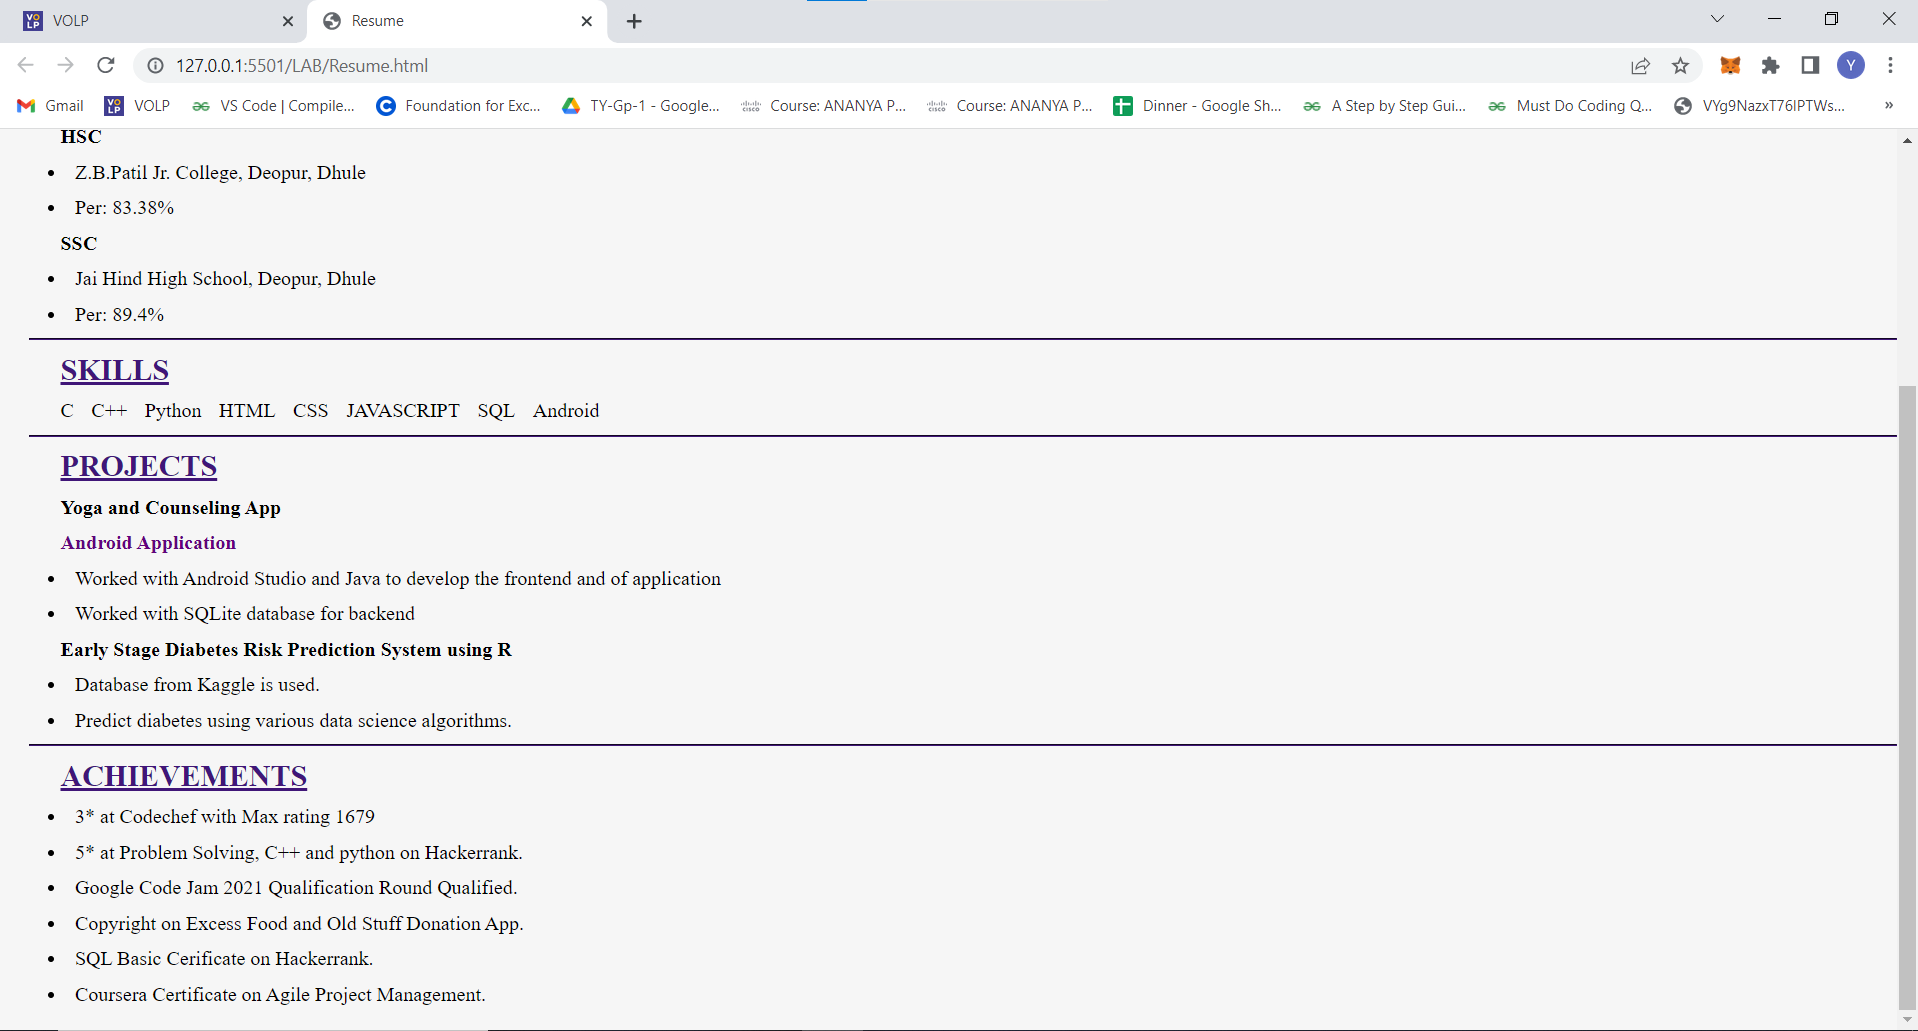 VOLP
Resume
127.0.0.1:5501/LAB/Resume.html
Y
Gmail VOLP VS Code | Compile... Foundation for Exc... TY-Gp-1 - Google... Course: ANANYA P... Course: ANANYA P... Dinner - Google Sh... A Step by Step Gui... Must Do Coding Q... VYg9NazxT76IPTWs... »
HSC
• Z.B.Patil Jr. College, Deopur, Dhule
• Per: 83.38%
SSC
• Jai Hind High School, Deopur, Dhule
• Per: 89.4%
SKILLS
C C++ Python HTML CSS JAVASCRIPT SQL Android
PROJECTS
Yoga and Counseling App
Android Application
• Worked with Android Studio and Java to develop the frontend and of application
• Worked with SQLite database for backend
Early Stage Diabetes Risk Prediction System using R
• Database from Kaggle is used.
• Predict diabetes using various data science algorithms.
ACHIEVEMENTS
• 3* at Codechef with Max rating 1679
• 5* at Problem Solving, C++ and python on Hackerrank.
• Google Code Jam 2021 Qualification Round Qualified.
• Copyright on Excess Food and Old Stuff Donation App.
• SQL Basic Cerificate on Hackerrank.
• Coursera Certificate on Agile Project Management.